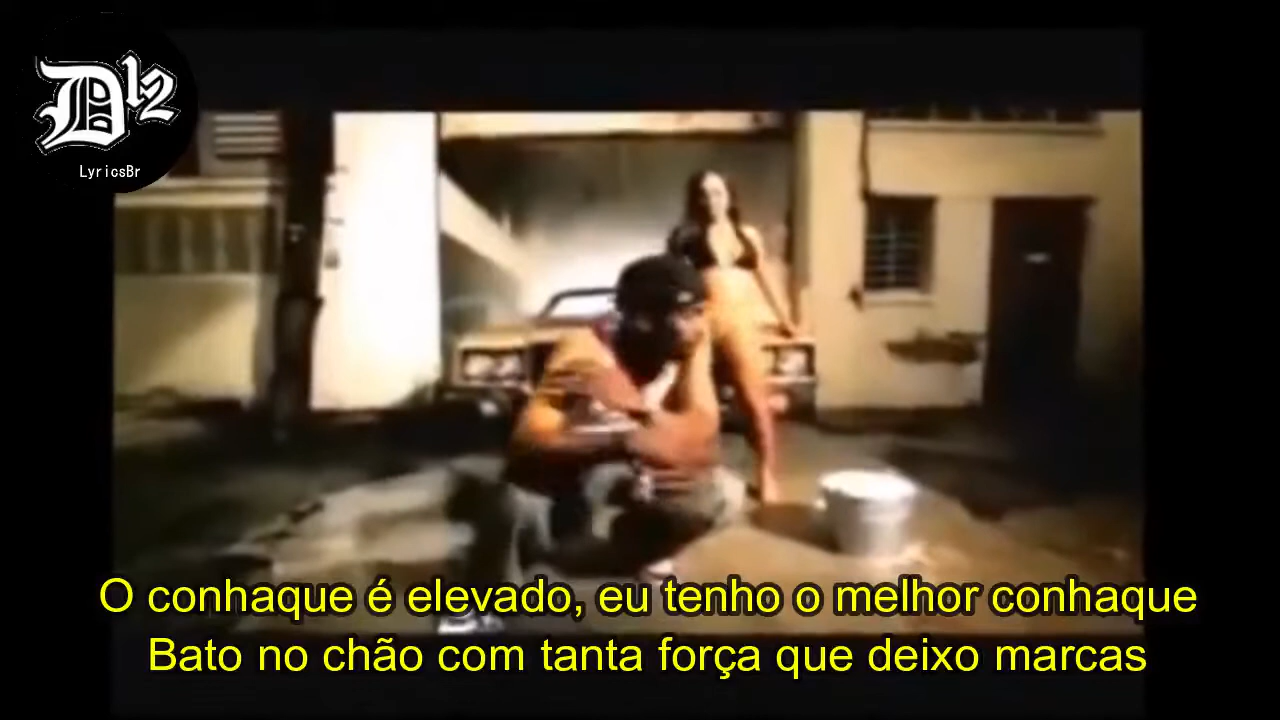 D12
LyricsBr
O conhaque é elevado, eu tenho o melhor conhaque
Bato no chão com tanta força que deixo marcas